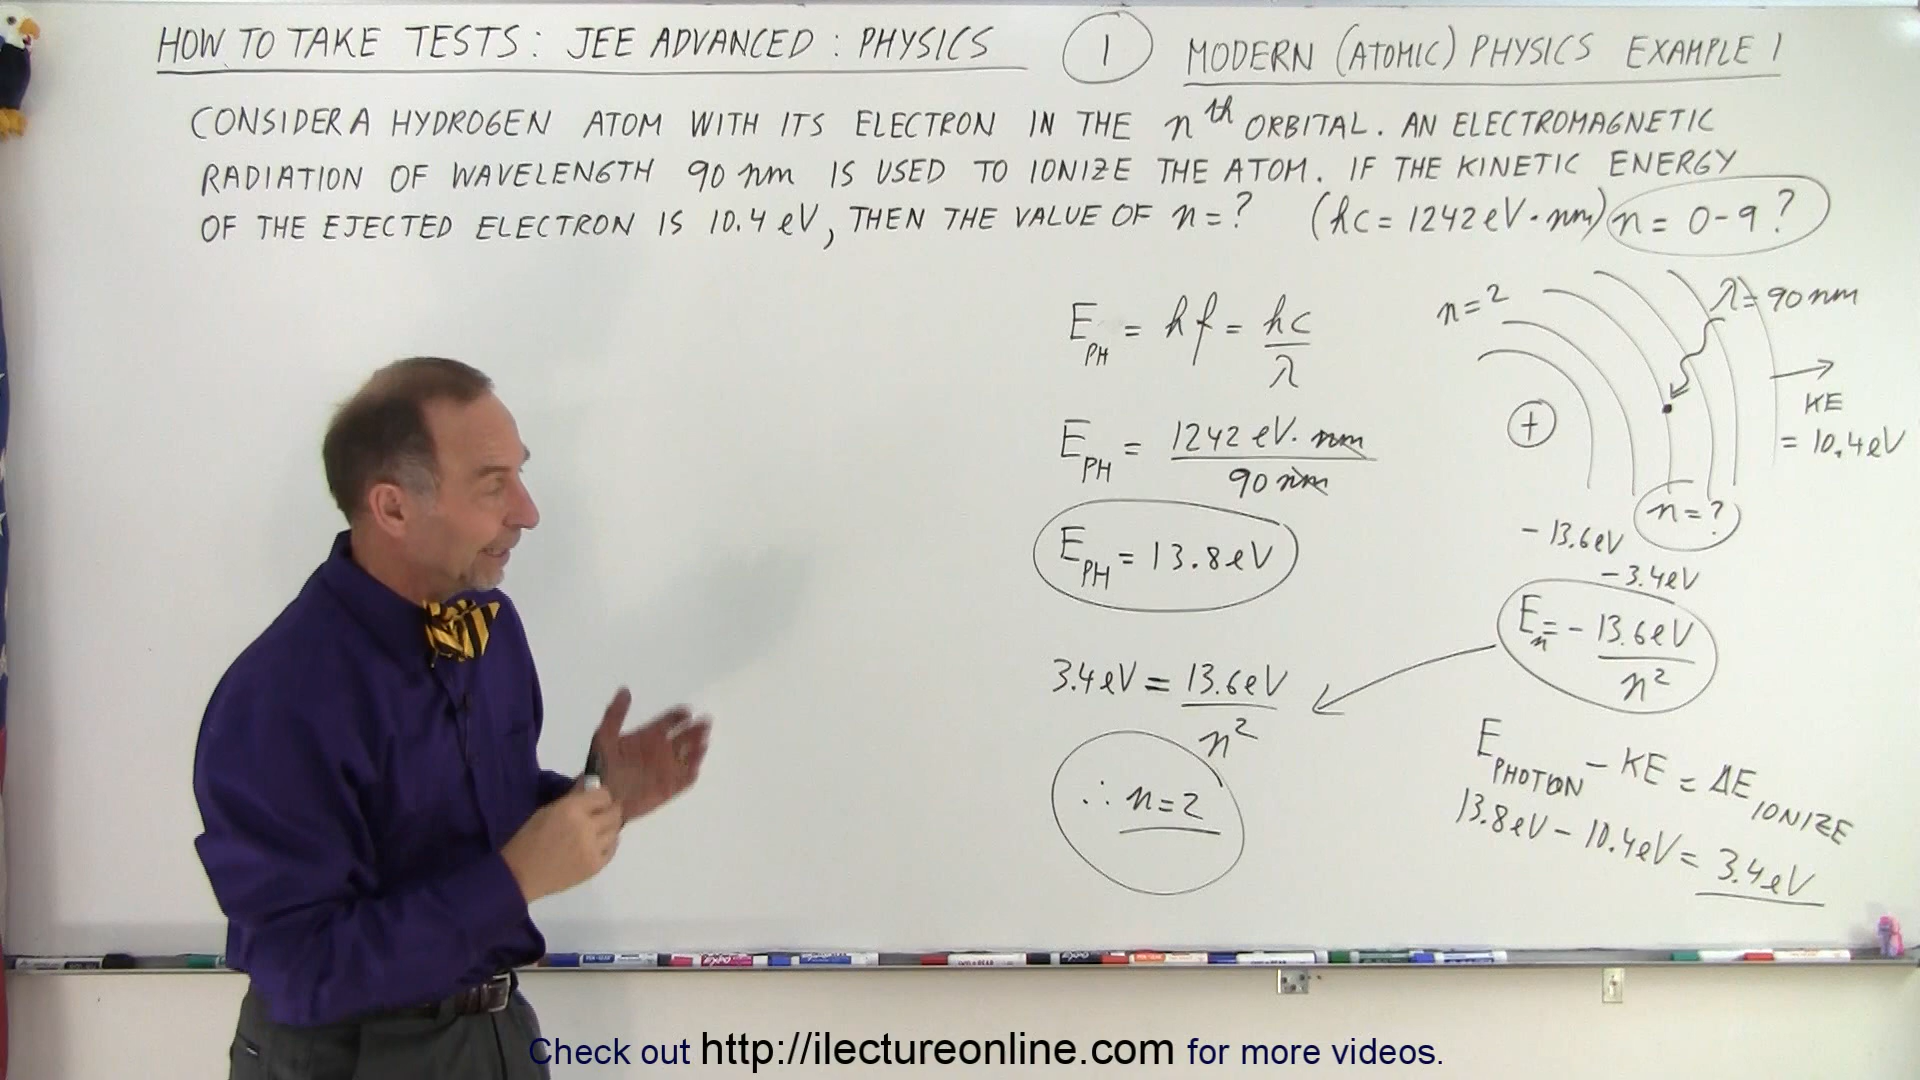 HOW TO TAKE TESTS: JEE ADVANCED: PHYSICS 1 MODERN (ATOMIC) PHYSICS EXAMPLE 1
CONSIDER A HYDROGEN ATOM WITH ITS ELECTRON IN THE nth ORBITAL. AN ELECTROMAGNETIC
RADIATION OF WAVELENGTH 90 nm IS USED TO IONIZE THE ATOM. IF THE KINETIC ENERGY
OF THE EJECTED ELECTRON IS 10.4 eV, THEN THE VALUE OF n = ? (hc = 1242 eV · nm) n = 0-9?
E_PH = hf = hc/λ
E_PH = 1242 eV · nm / 90 nm
E_PH = 13.8 eV
3.4 eV = 13.6 eV / n²
∴ n = 2
n = 2
λ = 90 nm
+
KE
= 10.4 eV
n = ?
- 13.6 eV
- 3.4 eV
E_n = - 13.6 eV / n²
E_PHOTON - KE = ΔE_IONIZE
13.8 eV - 10.4 eV = 3.4 eV
Check out http://ilectureonline.com for more videos.